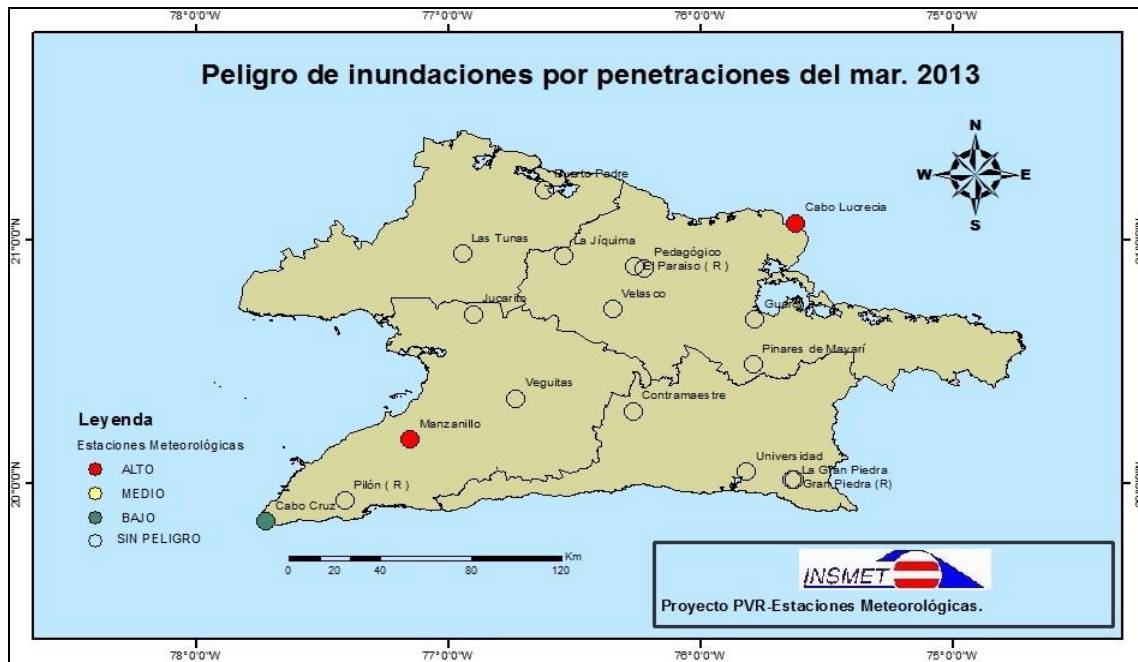 78°0'0"W 77°0'0"W 76°0'0"W 75°0'0"W
Peligro de inundaciones por penetraciones del mar. 2013
N
W E
S
Puerto Padre
Cabo Lucrecia
21°0'0"N
Las Tunas
La Jíquima
Pedagógico
El Paraiso ( R )
Jucarito
Velasco
Pinares de Mayarí
Veguitas
Contramaestre
Manzanillo
Universidad
La Gran Piedra
Gran Piedra (R)
Pilón ( R )
Cabo Cruz
20°0'0"N
Leyenda
Estaciones Meteorológicas
ALTO
MEDIO
BAJO
SIN PELIGRO
Km
0 20 40 80 120
INSMET
Proyecto PVR-Estaciones Meteorológicas.
78°0'0"W 77°0'0"W 76°0'0"W 75°0'0"W